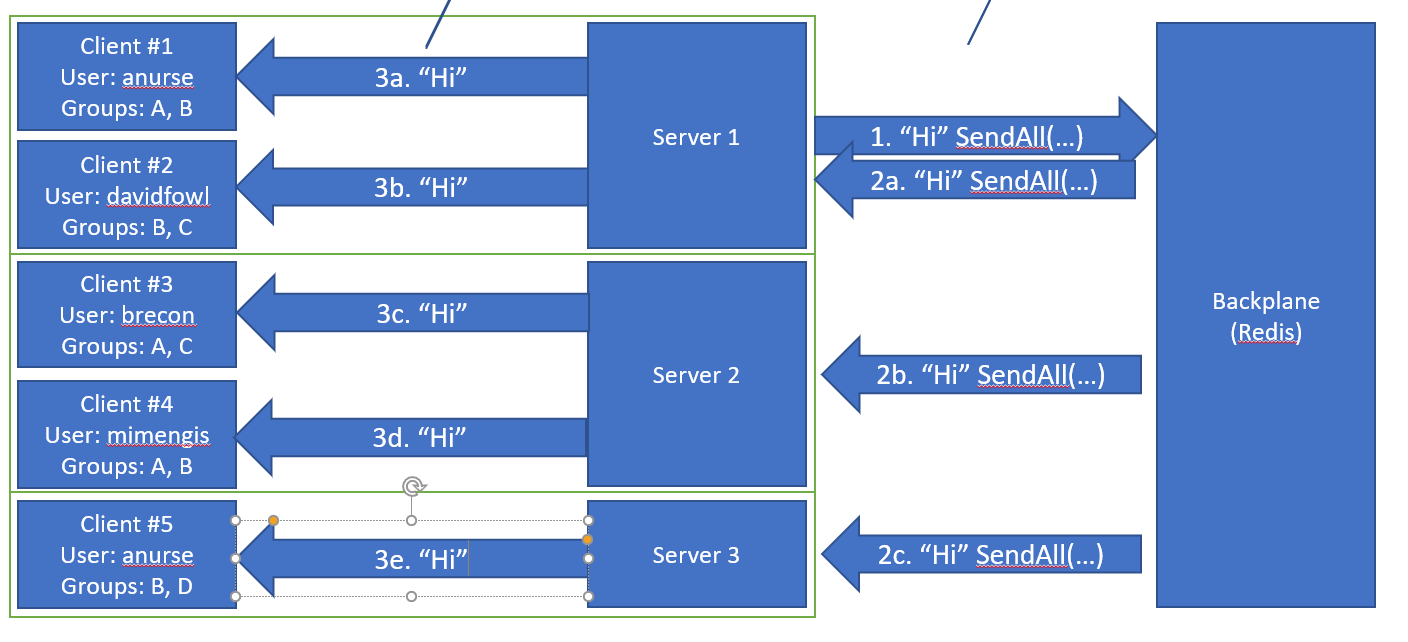 Client #1
User: anurse
Groups: A, B
3a. “Hi”
Server 1
1. “Hi” SendAll(...)
2a. “Hi” SendAll(...)
Client #2
User: davidfowl
Groups: B, C
3b. “Hi”
Client #3
User: brecon
Groups: A, C
3c. “Hi”
Server 2
2b. “Hi” SendAll(...)
Backplane
(Redis)
Client #4
User: mimengis
Groups: A, B
3d. “Hi”
Client #5
User: anurse
Groups: B, D
3e. “Hi”
Server 3
2c. “Hi” SendAll(...)